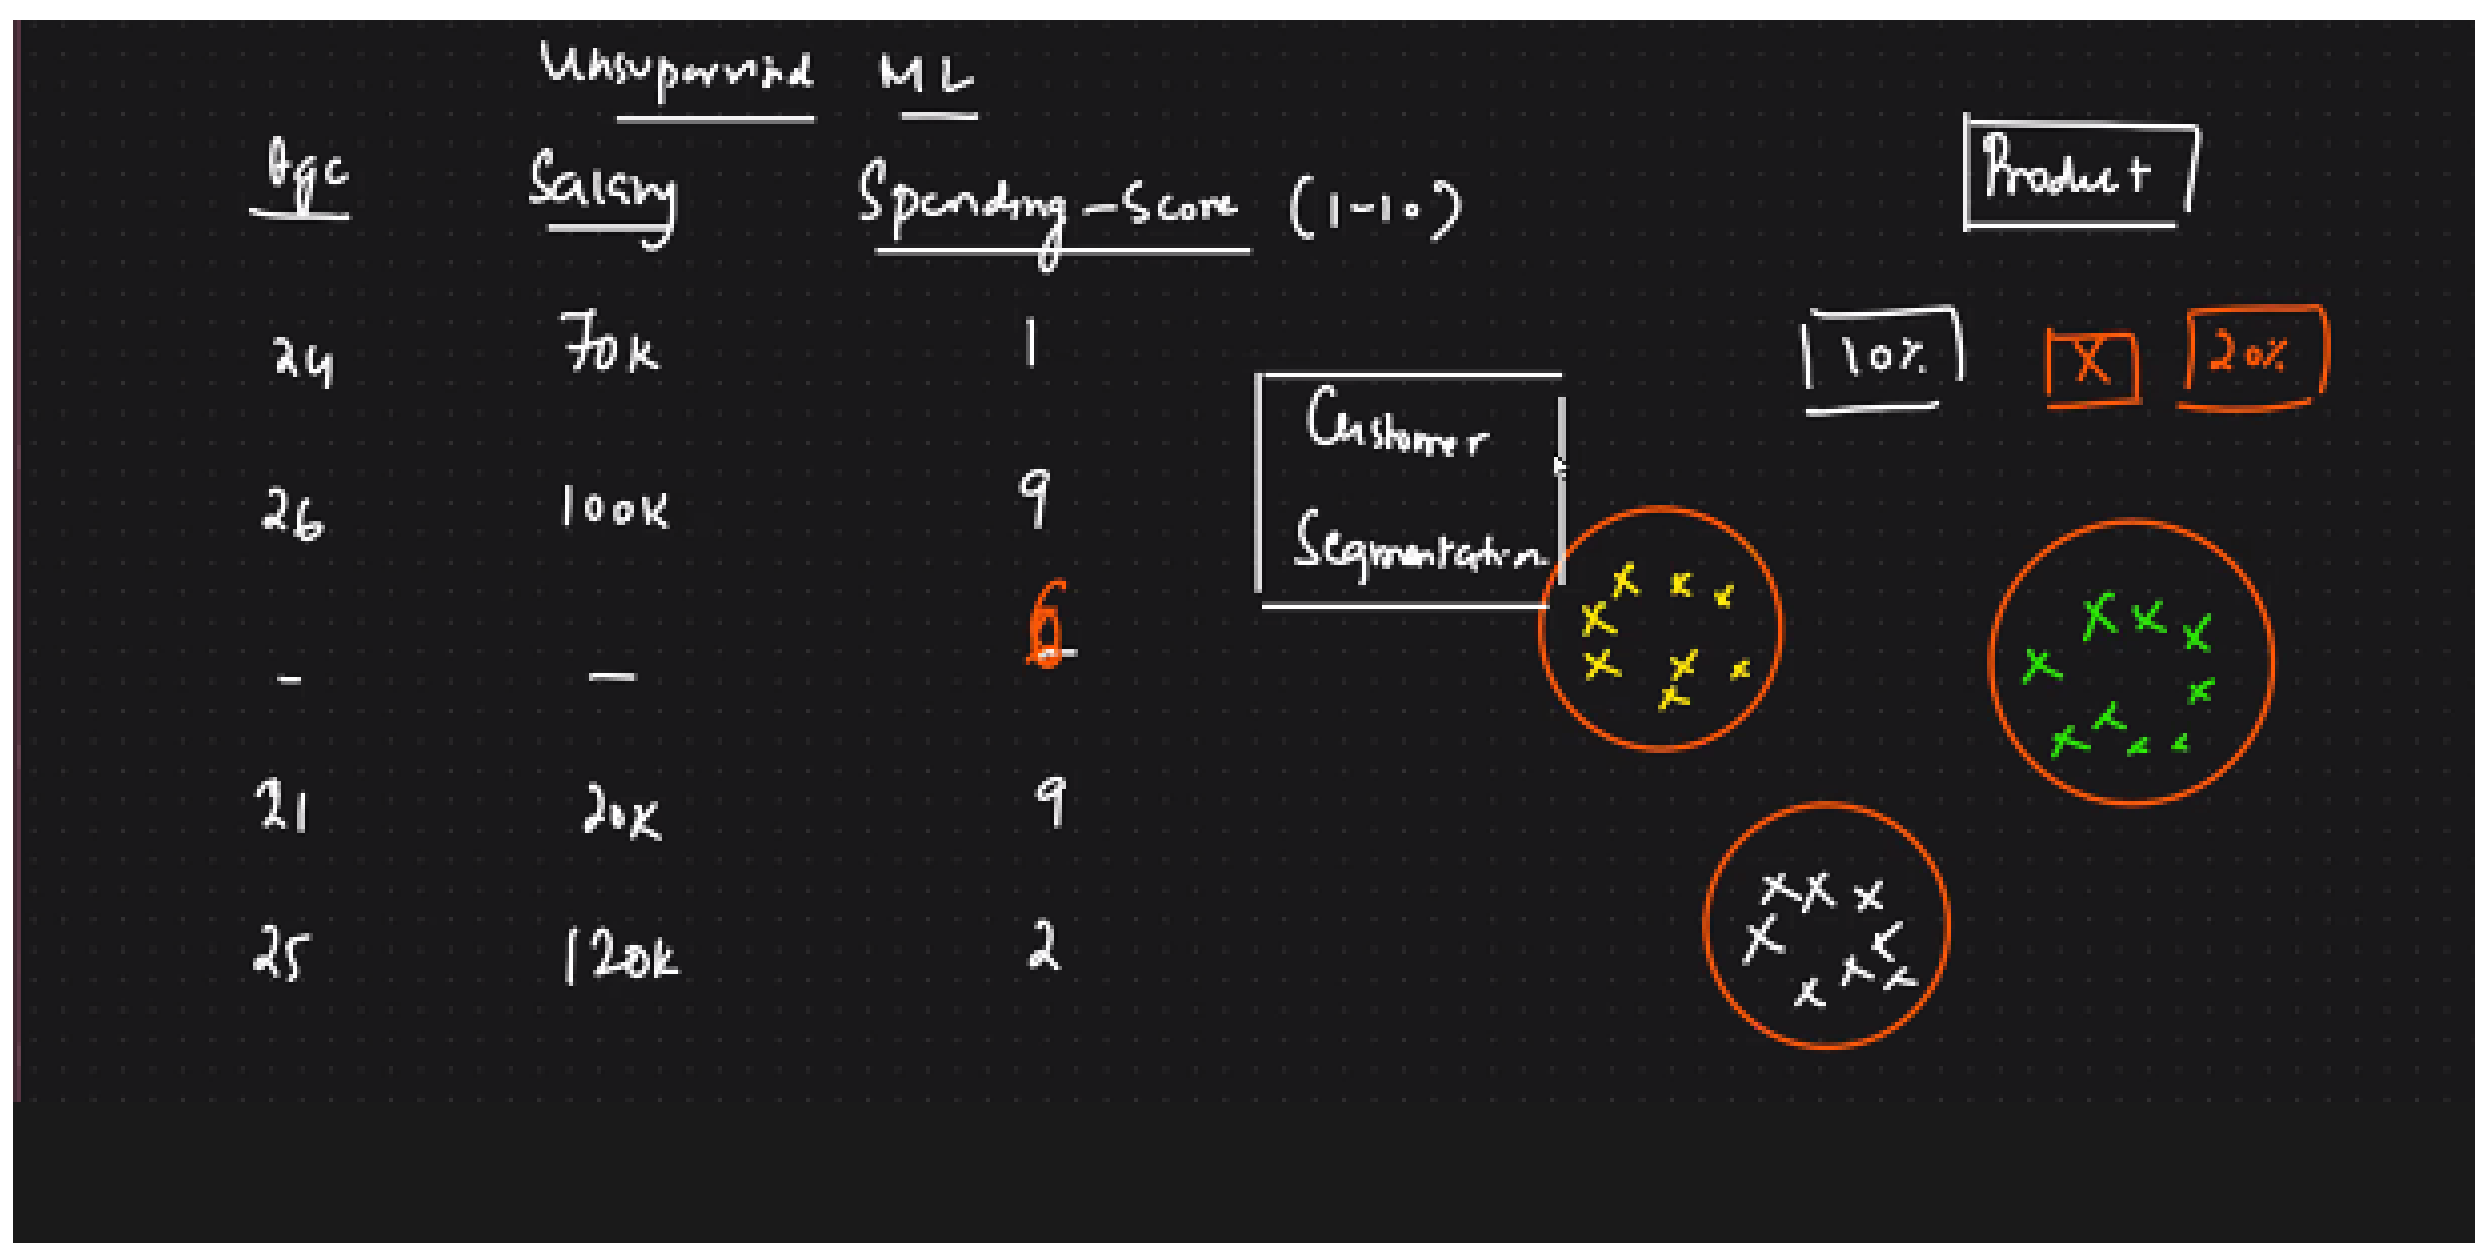 Unsupervised ML
Age Salary Spending-Score (1-10)
Product
24 70k 1
10% X 20%
Customer
Segmentation
26 100k 9
- -
21 20k 9
25 120k 2